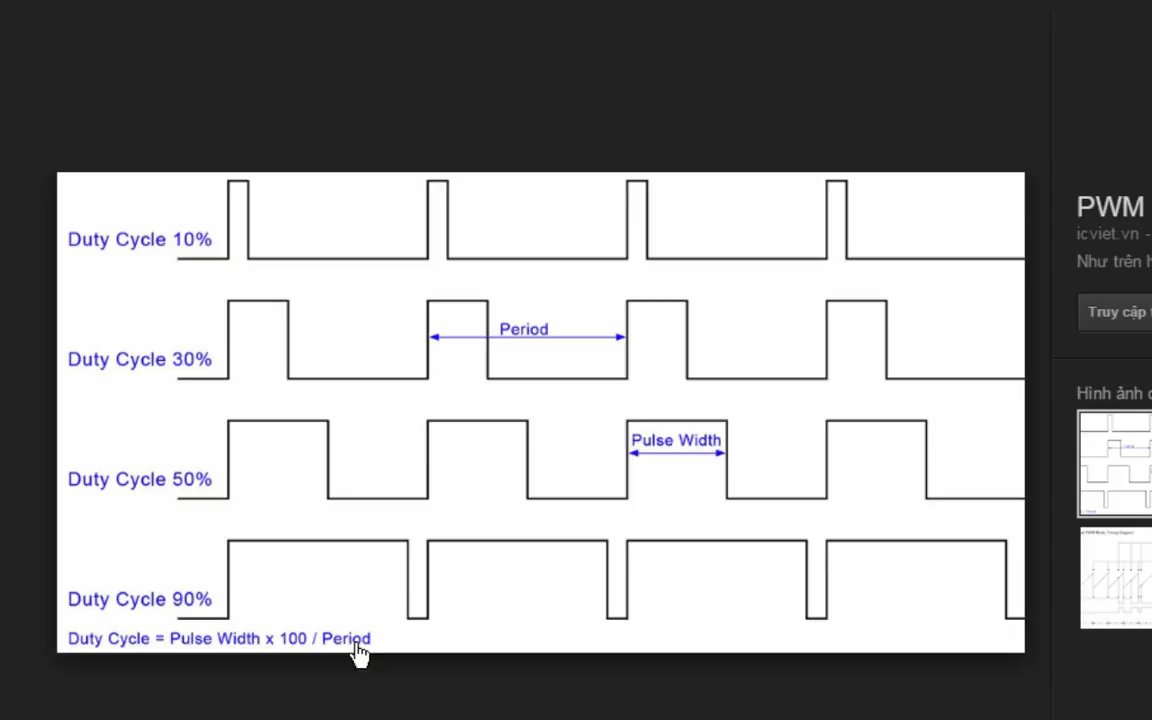 Duty Cycle 10%
Period
Duty Cycle 30%
Pulse Width
Duty Cycle 50%
Duty Cycle 90%
Duty Cycle = Pulse Width x 100 / Period
PWM
icviet.vn -
Như trên h
Truy cập t
Hình ảnh c